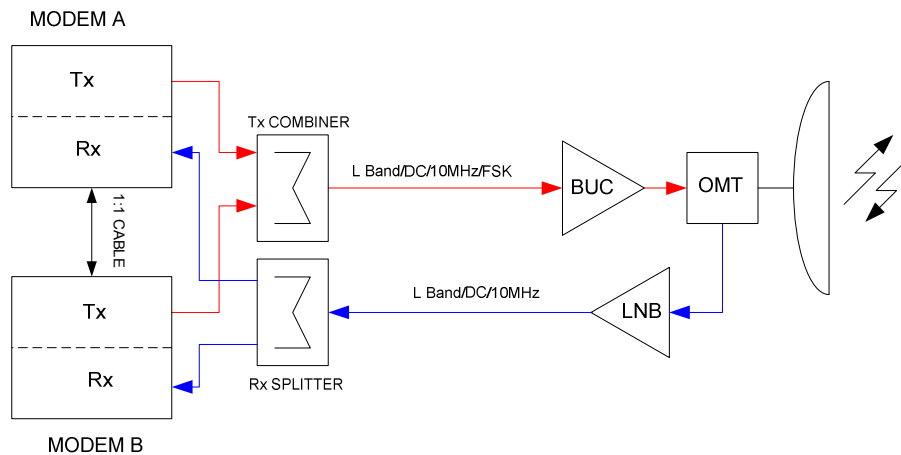 MODEM A
Tx
Rx
Tx COMBINER
L Band/DC/10MHz/FSK
BUC
OMT
1:1 CABLE
L Band/DC/10MHz
LNB
Tx
Rx
Rx SPLITTER
MODEM B